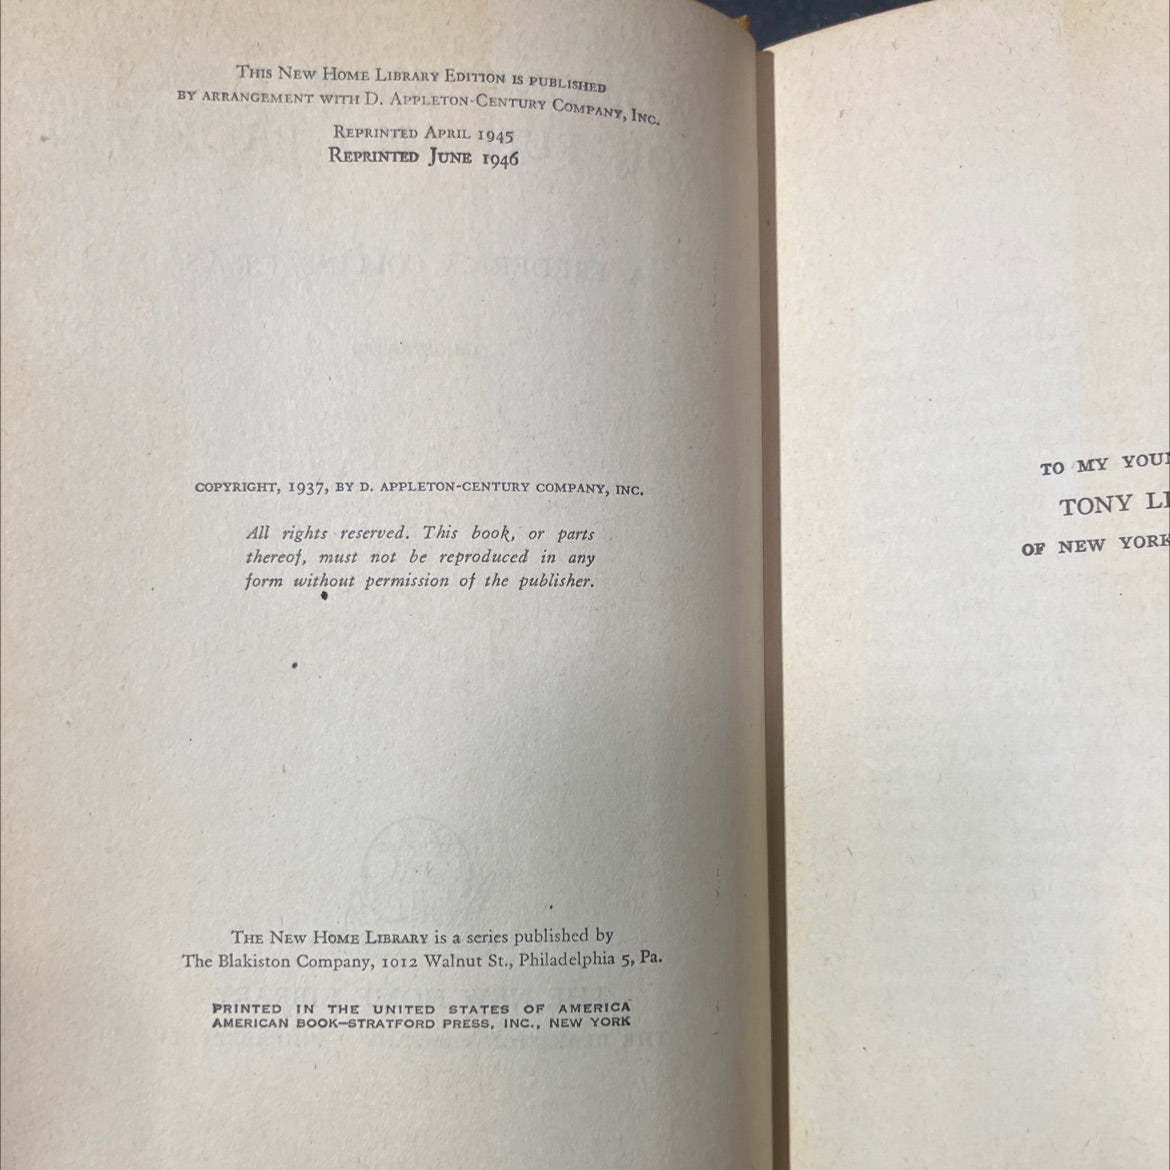 This New Home Library Edition is published
by arrangement with D. Appleton-Century Company, Inc.
Reprinted April 1945
Reprinted June 1946
COPYRIGHT, 1937, BY D. APPLETON-CENTURY COMPANY, INC.
All rights reserved. This book, or parts
thereof, must not be reproduced in any
form without permission of the publisher.
The New Home Library is a series published by
The Blakiston Company, 1012 Walnut St., Philadelphia 5, Pa.
PRINTED IN THE UNITED STATES OF AMERICA
AMERICAN BOOK—STRATFORD PRESS, INC., NEW YORK
TO MY
TONY
OF NEW YORK